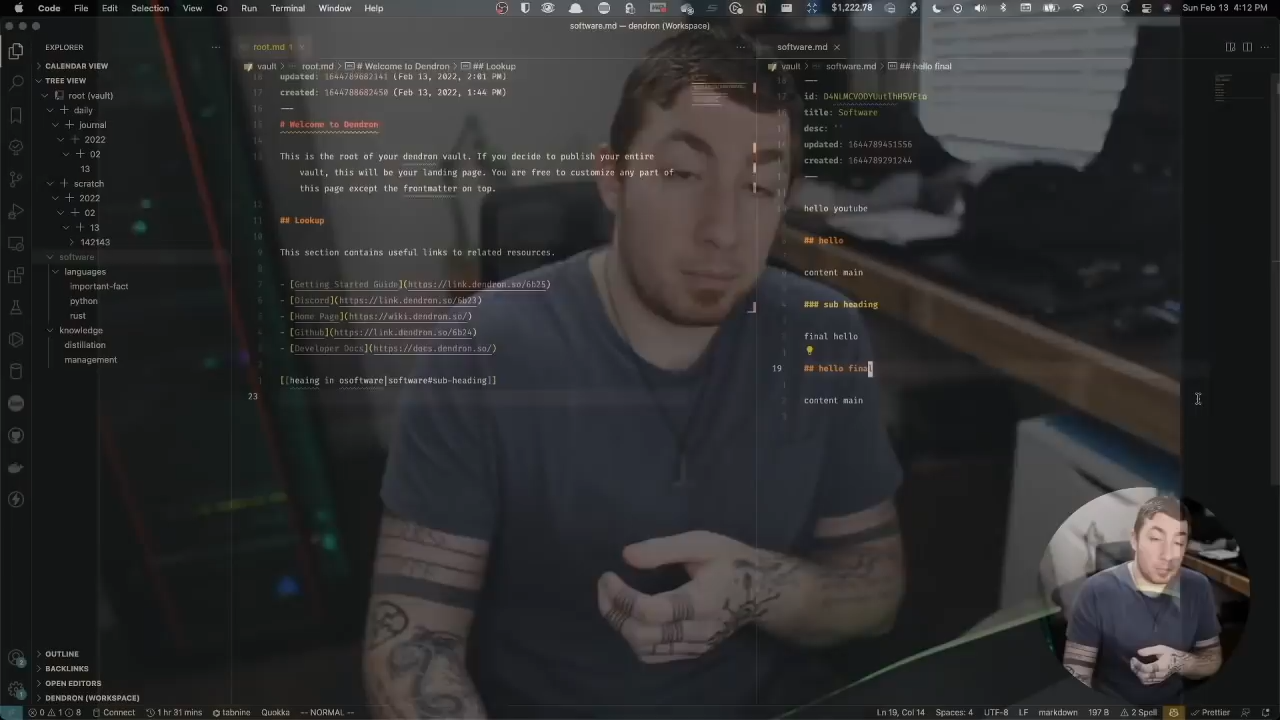 Code File Edit Selection View Go Run Terminal Window Help $1,222.78 Sun Feb 13 4:12 PM
software.md — dendron (Workspace)
EXPLORER
CALENDAR VIEW
TREE VIEW
root (vault)
daily
journal
2022
02
13
scratch
2022
02
13
142143
software
languages
important-fact
python
rust
knowledge
distillation
management
OUTLINE
BACKLINKS
OPEN EDITORS
DENDRON (WORKSPACE)
root.md 1
vault root.md # Welcome to Dendron ## Lookup
updated: 1644789682341 (Feb 13, 2022, 2:01 PM)
created: 1644788682450 (Feb 13, 2022, 1:44 PM)
---
# Welcome to Dendron
This is the root of your dendron vault. If you decide to publish your entire
vault, this will be your landing page. You are free to customize any part of
this page except the frontmatter on top.
## Lookup
This section contains useful links to related resources.
- [Getting Started Guide](https://link.dendron.so/6b25)
- [Discord](https://link.dendron.so/6b23)
- [Home Page](https://wiki.dendron.so/)
- [Github](https://link.dendron.so/6b24)
- [Developer Docs](https://docs.dendron.so/)
[[heaing in osoftware|software#sub-heading]]
23
software.md
vault software.md ## hello final
---
title: Software
desc: ''
updated: 1644789451556
created: 1644789291244
---
hello youtube
## hello
content main
### sub heading
final hello
19 ## hello final
content main
0 1 8 Connect 1 hr 31 mins tabnine Quokka -- NORMAL -- Ln 19, Col 14 Spaces: 4 UTF-8 LF markdown 197 B 2 Spell Prettier